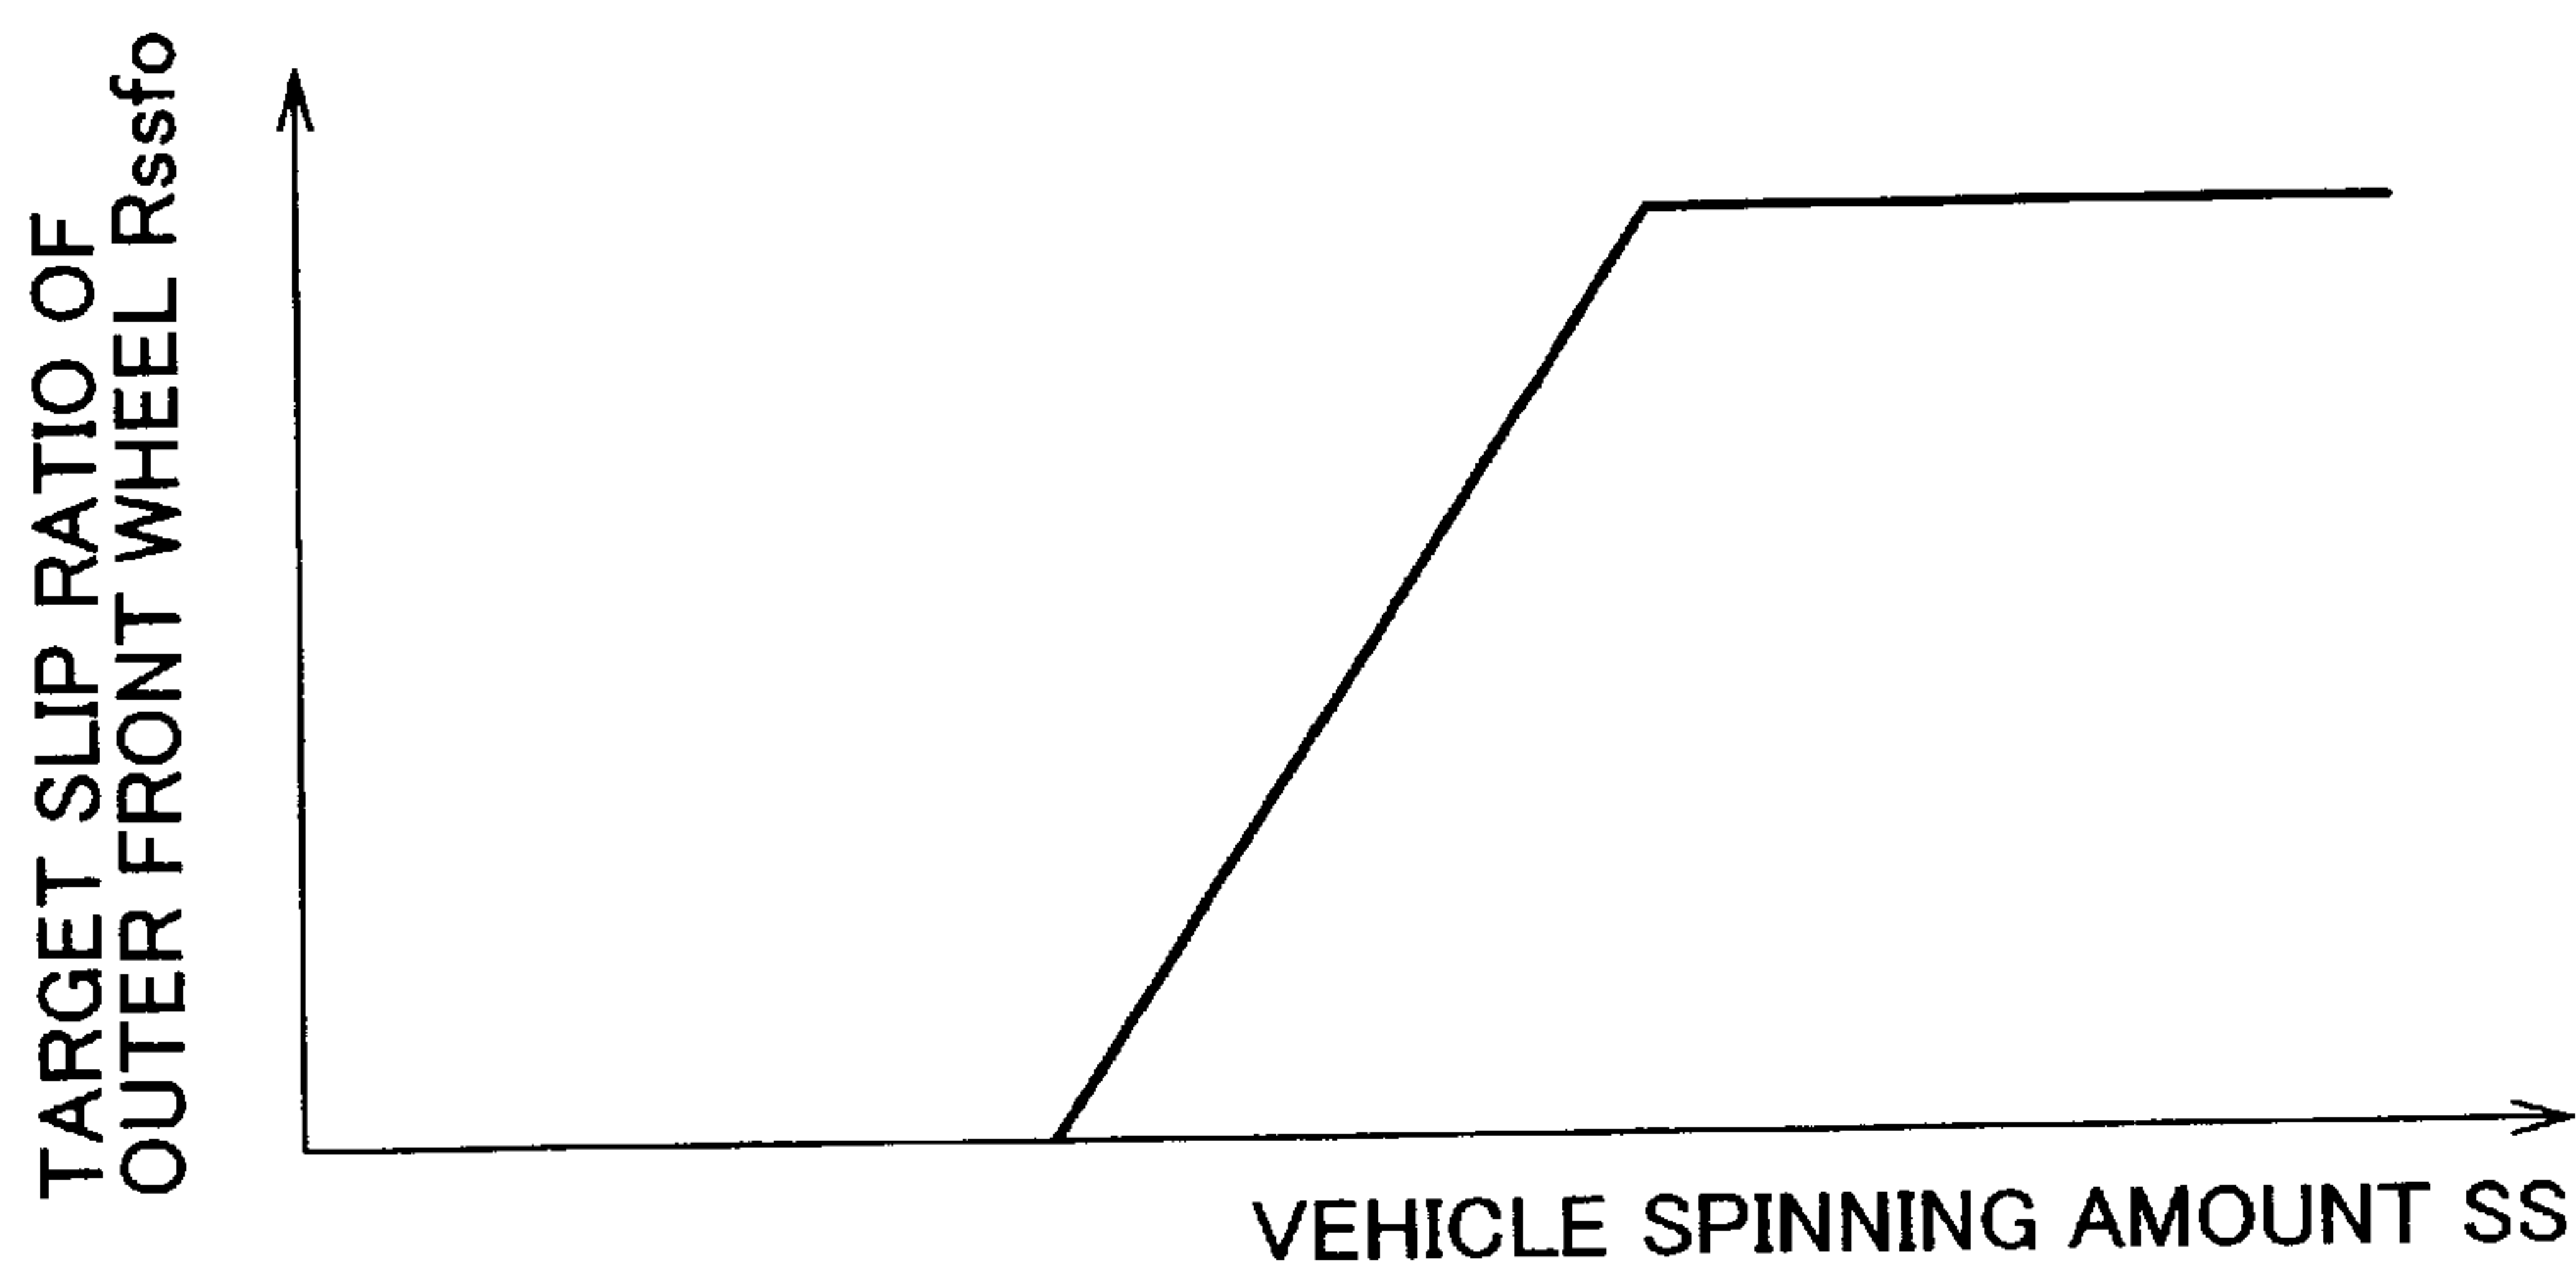 TARGET SLIP RATIO OF
OUTER FRONT WHEEL Rssfo
VEHICLE SPINNING AMOUNT SS